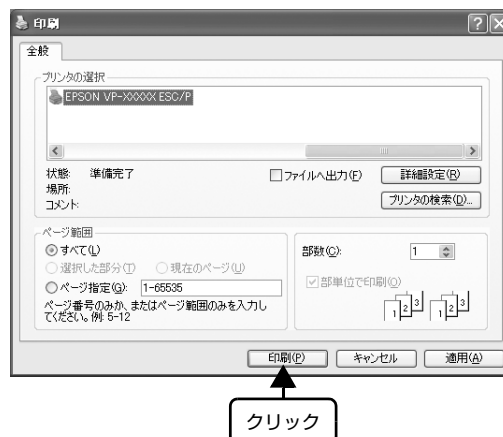 印刷
全般
プリンタの選択
EPSON VP-XXXXX ESC/P
状態: 準備完了
場所:
コメント:
ファイルへ出力(F)
詳細設定(R)
プリンタの検索(D)...
ページ範囲
すべて(L)
選択した部分(T) 現在のページ(U)
ページ指定(G): 1-65535
ページ番号のみか、またはページ範囲のみを入力し
てください。例: 5-12
部数(C): 1
部単位で印刷(O)
1 2 3 1 2 3
印刷(P) キャンセル 適用(A)
クリック